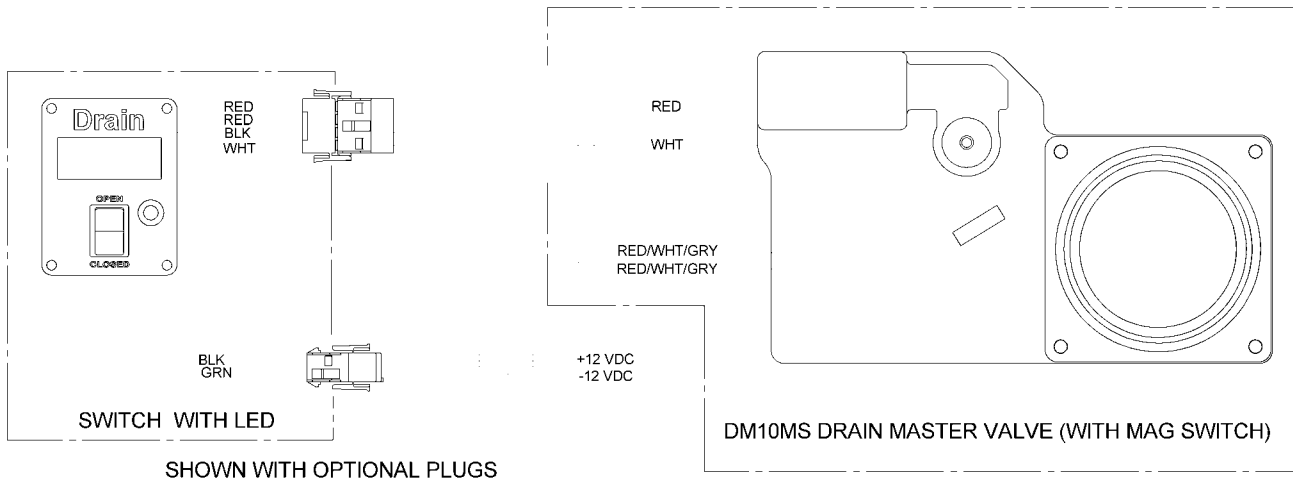 Drain
OPEN
CLOSED
RED
RED
BLK
WHT
BLK
GRN
SWITCH WITH LED
SHOWN WITH OPTIONAL PLUGS
RED
WHT
RED/WHT/GRY
RED/WHT/GRY
+12 VDC
-12 VDC
DM10MS DRAIN MASTER VALVE (WITH MAG SWITCH)